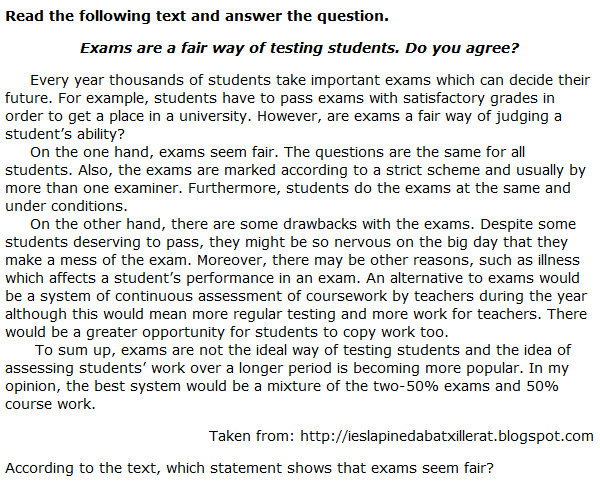 Read the following text and answer the question.
Exams are a fair way of testing students. Do you agree?
Every year thousands of students take important exams which can decide their
future. For example, students have to pass exams with satisfactory grades in
order to get a place in a university. However, are exams a fair way of judging a
student’s ability?
On the one hand, exams seem fair. The questions are the same for all
students. Also, the exams are marked according to a strict scheme and usually by
more than one examiner. Furthermore, students do the exams at the same and
under conditions.
On the other hand, there are some drawbacks with the exams. Despite some
students deserving to pass, they might be so nervous on the big day that they
make a mess of the exam. Moreover, there may be other reasons, such as illness
which affects a student’s performance in an exam. An alternative to exams would
be a system of continuous assessment of coursework by teachers during the year
although this would mean more regular testing and more work for teachers. There
would be a greater opportunity for students to copy work too.
To sum up, exams are not the ideal way of testing students and the idea of
assessing students’ work over a longer period is becoming more popular. In my
opinion, the best system would be a mixture of the two-50% exams and 50%
course work.
Taken from: http://ieslapinedabatxillerat.blogspot.com
According to the text, which statement shows that exams seem fair?